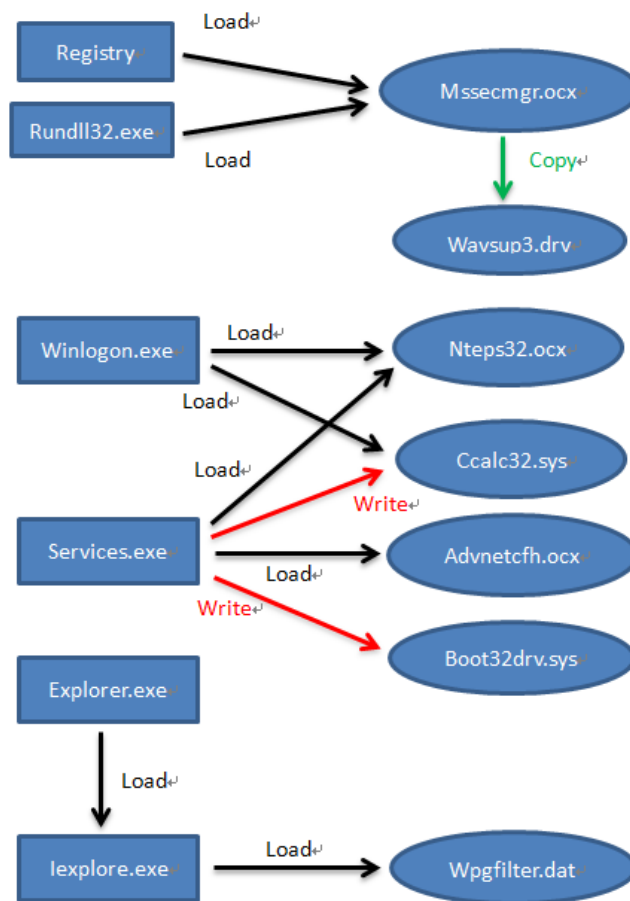 Load
Registry
Mssecmgr.ocx
Rundll32.exe
Load
Copy
Wavsup3.drv
Load
Winlogon.exe
Nteps32.ocx
Load
Load
Ccalc32.sys
Write
Services.exe
Advnetcfh.ocx
Load
Write
Boot32drv.sys
Explorer.exe
Load
Load
Iexplore.exe
Wpgfilter.dat